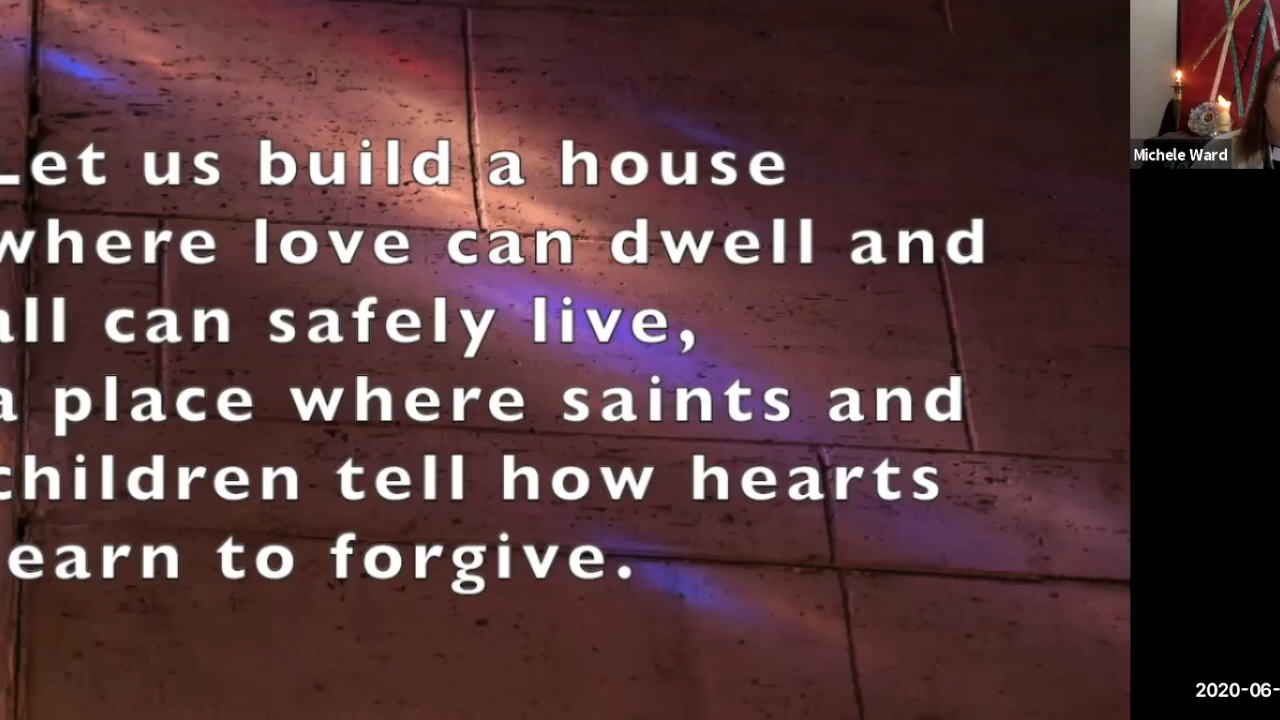 Let us build a house
where love can dwell and
all can safely live,
a place where saints and
children tell how hearts
earn to forgive.
Michele Ward
2020-06-